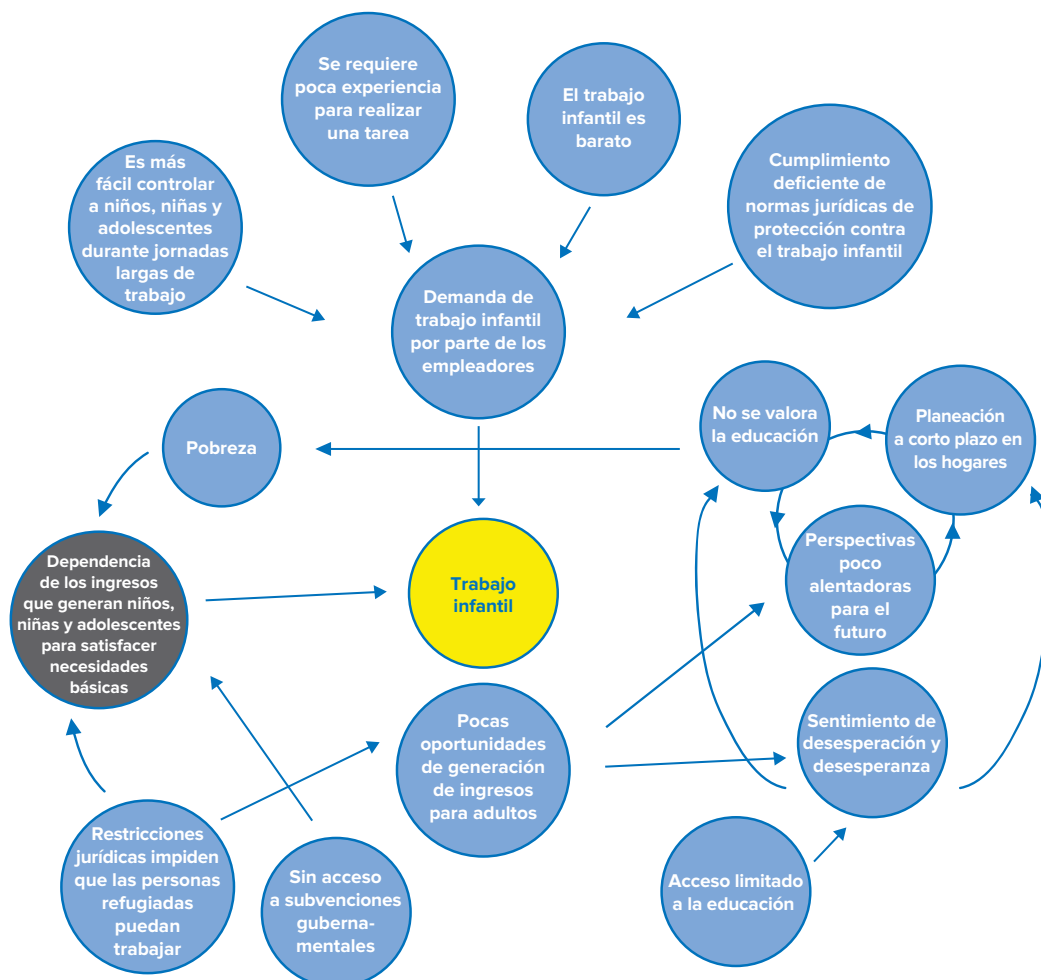 Se requiere
poca experiencia
para realizar
una tarea
El trabajo
infantil es
barato
Es más
fácil controlar
a niños, niñas y
adolescentes
durante jornadas
largas de
trabajo
Cumplimiento
deficiente de
normas jurídicas de
protección contra
el trabajo infantil
Demanda de
trabajo infantil
por parte de los
empleadores
Pobreza
No se valora
la educación
Planeación
a corto plazo en
los hogares
Dependencia
de los ingresos
que generan niños,
niñas y adolescentes
para satisfacer
necesidades
básicas
Trabajo
infantil
Perspectivas
poco
alentadoras
para el
futuro
Pocas
oportunidades
de generación
de ingresos
para adultos
Sentimiento de
desesperación y
desesperanza
Restricciones
jurídicas impiden
que las personas
refugiadas
puedan
trabajar
Sin acceso
a subvenciones
guberna-
mentales
Acceso limitado
a la educación